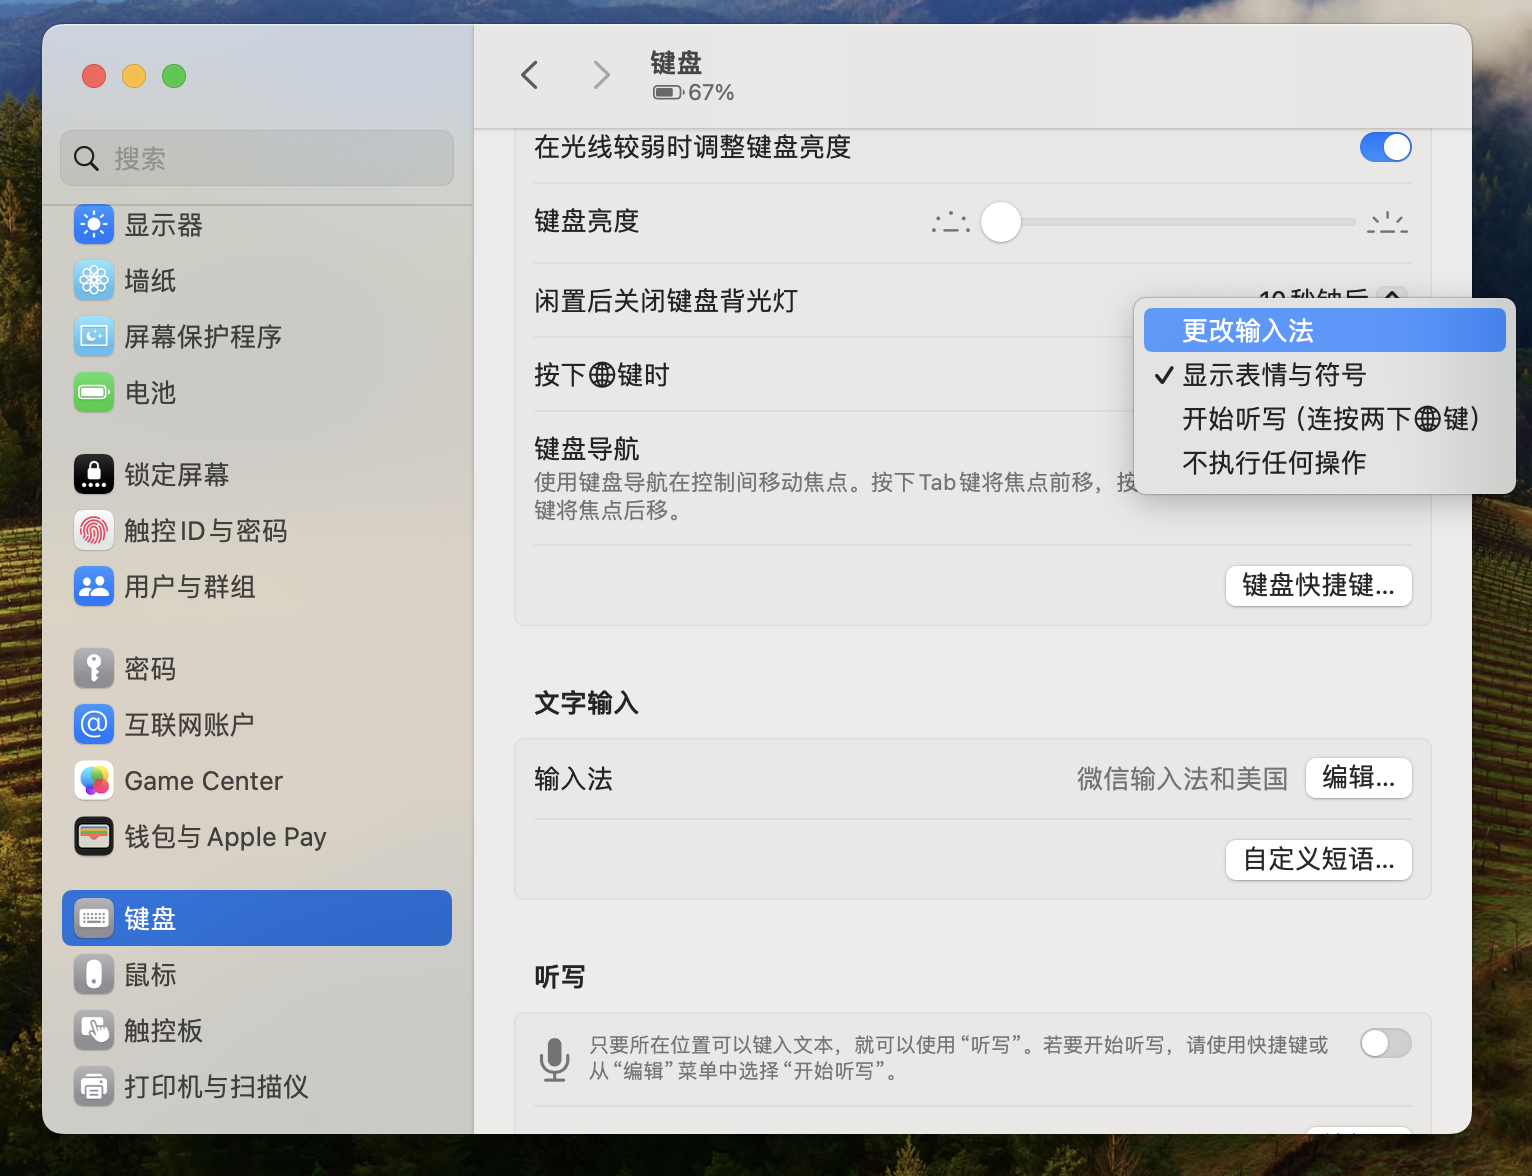 键盘
67%
搜索
显示器
墙纸
屏幕保护程序
电池
锁定屏幕
触控 ID 与密码
用户与群组
密码
互联网账户
Game Center
钱包与 Apple Pay
键盘
鼠标
触控板
打印机与扫描仪
在光线较弱时调整键盘亮度
键盘亮度
闲置后关闭键盘背光灯
10 秒钟后
按下🌐键时
更改输入法
✓ 显示表情与符号
开始听写（连按两下🌐键）
不执行任何操作
键盘导航
使用键盘导航在控制间移动焦点。按下 Tab 键将焦点前移，按
键将焦点后移。
键盘快捷键...
文字输入
输入法
微信输入法和美国
编辑...
自定义短语...
听写
只要所在位置可以键入文本，就可以使用“听写”。若要开始听写，请使用快捷键或
从“编辑”菜单中选择“开始听写”。